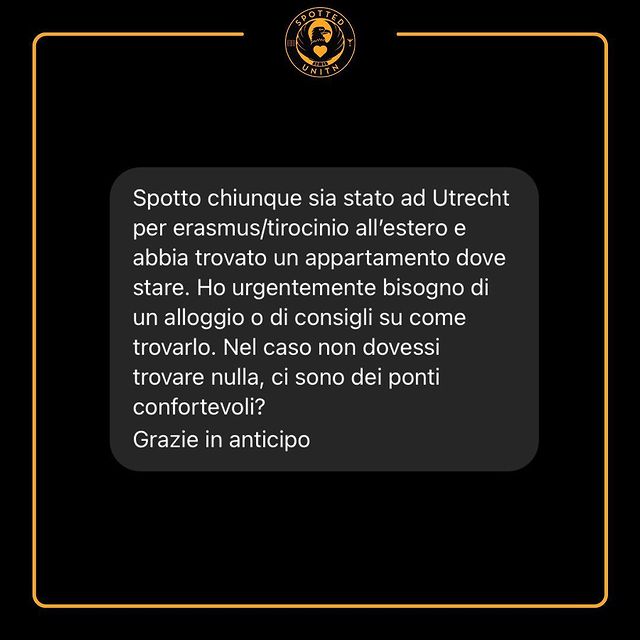 SPOTTED
UNITN
Spotto chiunque sia stato ad Utrecht
per erasmus/tirocinio all’estero e
abbia trovato un appartamento dove
stare. Ho urgentemente bisogno di
un alloggio o di consigli su come
trovarlo. Nel caso non dovessi
trovare nulla, ci sono dei ponti
confortevoli?
Grazie in anticipo